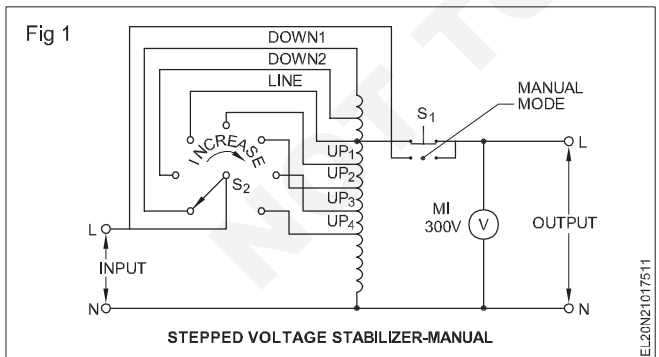 Fig 1
DOWN1
DOWN2
LINE
MANUAL
MODE
S1
INCREASE
S2
UP1
UP2
UP3
UP4
L
INPUT
N
MI
300V
V
L
OUTPUT
N
STEPPED VOLTAGE STABILIZER-MANUAL
EL20N21017511